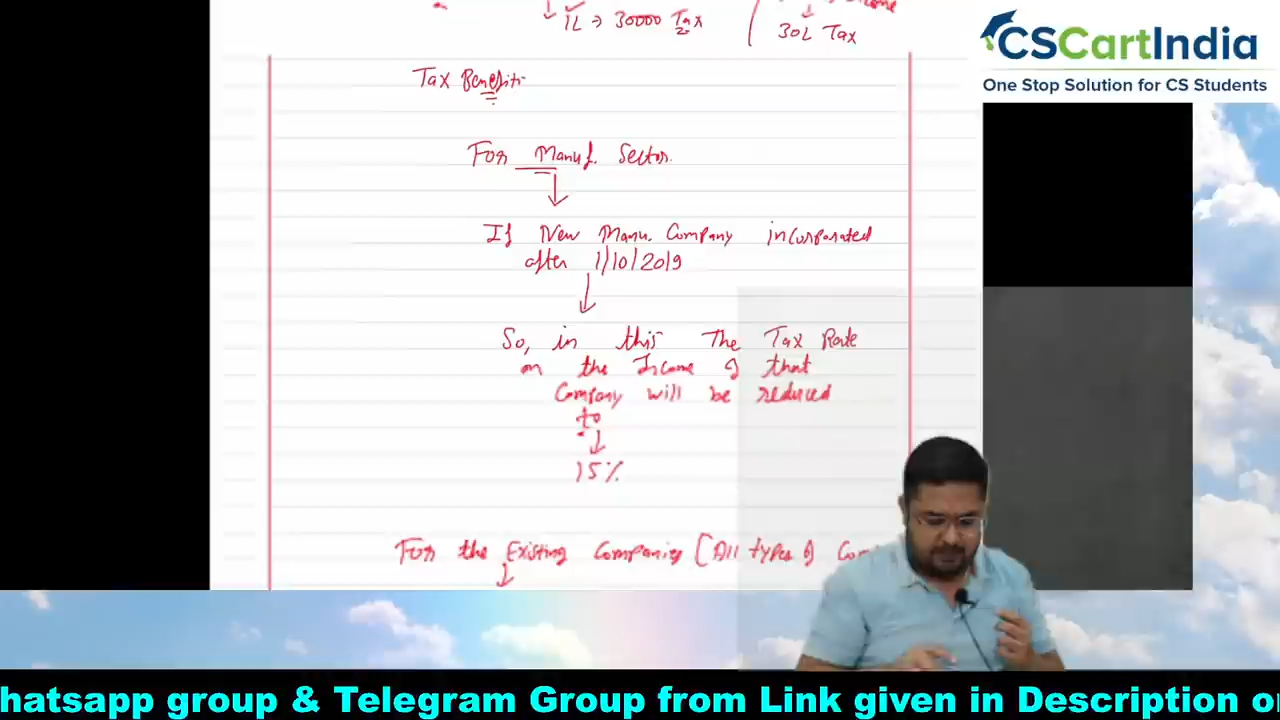 1L → 30000 Tax
30L Tax
CSCartIndia
One Stop Solution for CS Students
Tax Benefits
For Manuf. Sector.
If New Manu. Company incorporated
after 1/10/2019
So, in this The Tax Rate
on the Income of that
Company will be reduced
to
15%
For the Existing Companies [All types of Com
hatsapp group & Telegram Group from Link given in Description o